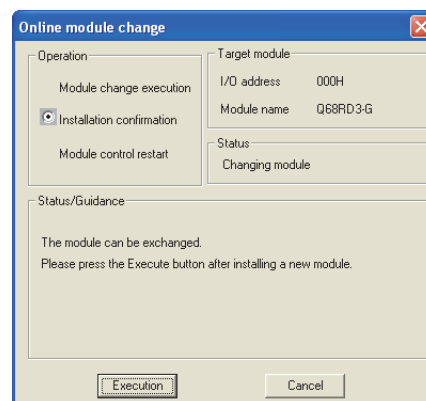 Online module change
Operation
Module change execution
Installation confirmation
Module control restart
Target module
I/O address 000H
Module name Q68RD3-G
Status
Changing module
Status/Guidance
The module can be exchanged.
Please press the Execute button after installing a new module.
Execution
Cancel